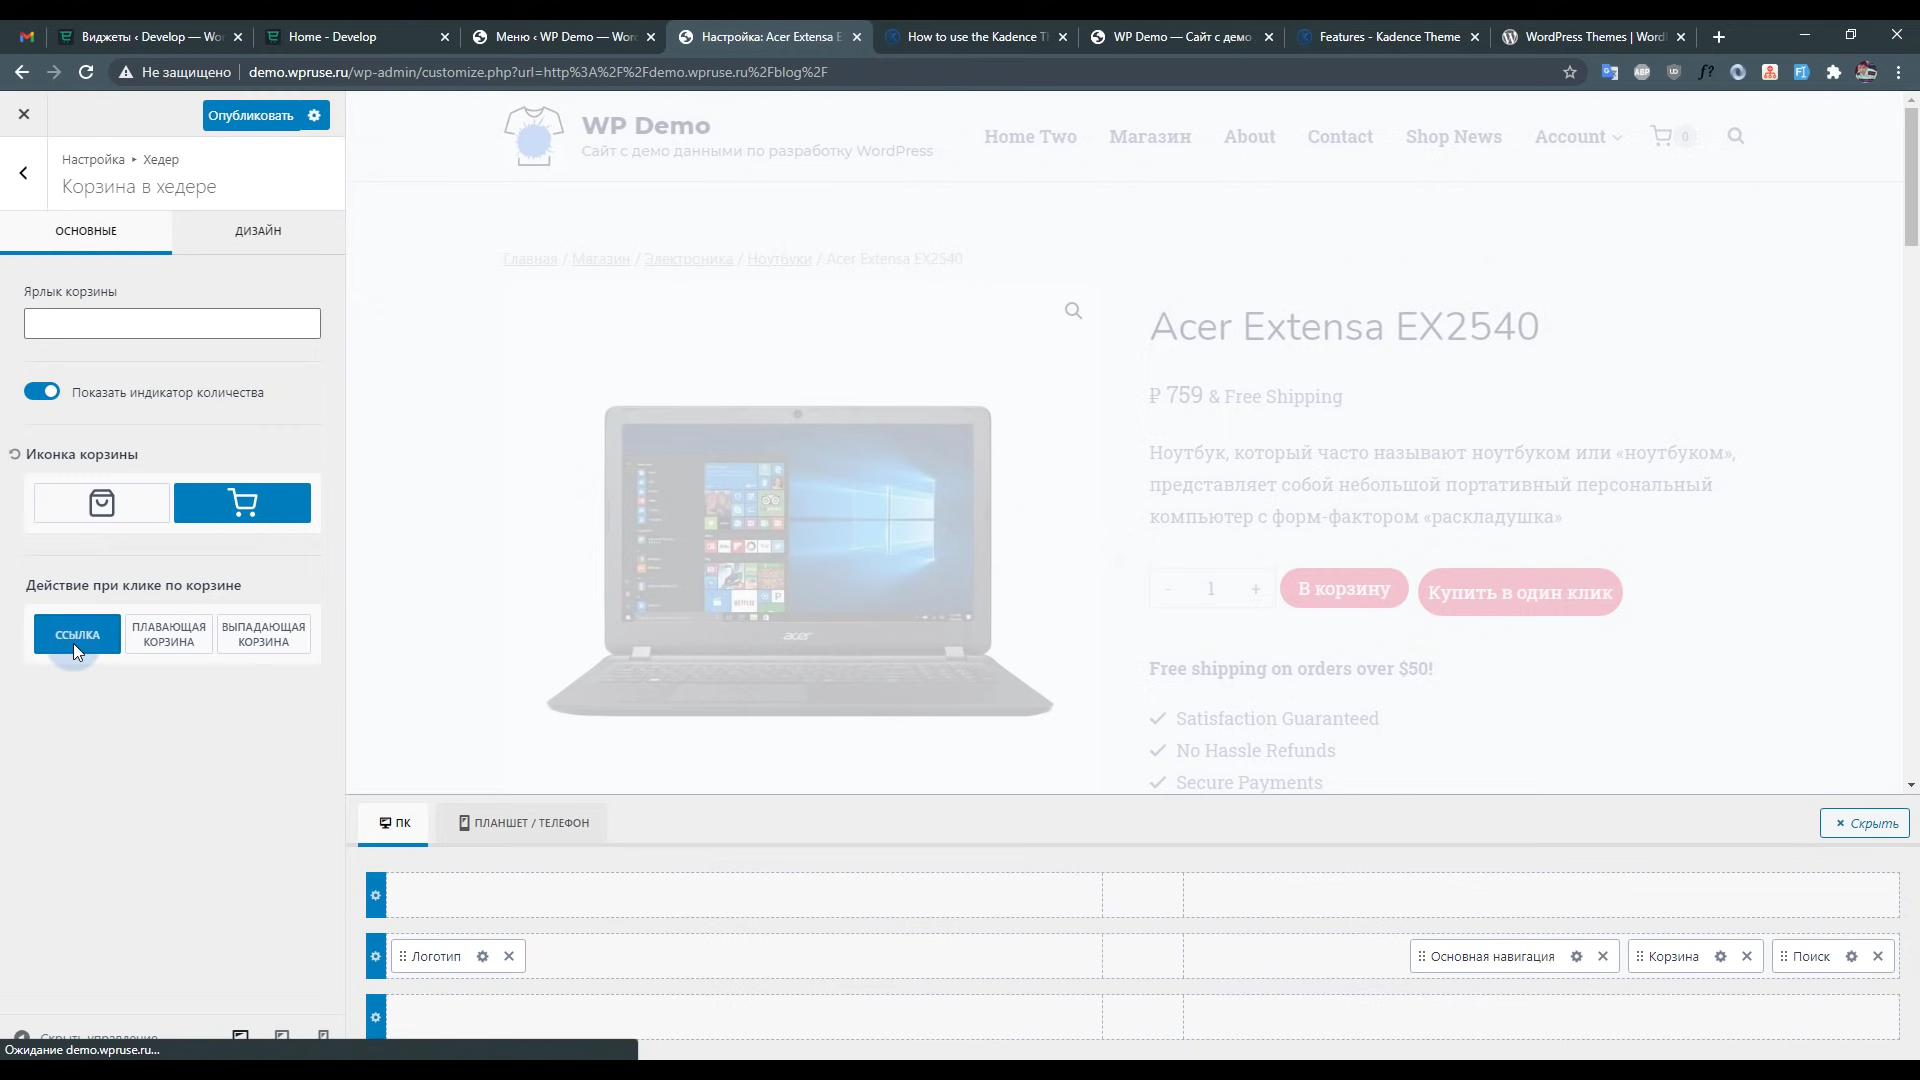 Виджеты ‹ Develop — Wo
Home - Develop
Меню ‹ WP Demo — Word
Настройка: Acer Extensa E
How to use the Kadence T
WP Demo — Сайт с демо
Features - Kadence Theme
WordPress Themes | Word
Не защищено
demo.wpruse.ru/wp-admin/customize.php?url=http%3A%2F%2Fdemo.wpruse.ru%2Fblog%2F
Опубликовать
Настройка ▸ Хедер
Корзина в хедере
ОСНОВНЫЕ
ДИЗАЙН
Ярлык корзины
Показать индикатор количества
Иконка корзины
Действие при клике по корзине
ССЫЛКА
ПЛАВАЮЩАЯ КОРЗИНА
ВЫПАДАЮЩАЯ КОРЗИНА
Скрыть управление
Ожидание demo.wpruse.ru...
WP Demo
Сайт с демо данными по разработку WordPress
Home Two
Магазин
About
Contact
Shop News
Account
0
Главная / Магазин / Электроника / Ноутбуки / Acer Extensa EX2540
acer
Acer Extensa EX2540
₽ 759 & Free Shipping
Ноутбук, который часто называют ноутбуком или «ноутбуком»,
представляет собой небольшой портативный персональный
компьютер с форм-фактором «раскладушка»
- 1 +
В корзину
Купить в один клик
Free shipping on orders over $50!
Satisfaction Guaranteed
No Hassle Refunds
Secure Payments
ПК
ПЛАНШЕТ / ТЕЛЕФОН
× Скрыть
Логотип
Основная навигация
Корзина
Поиск